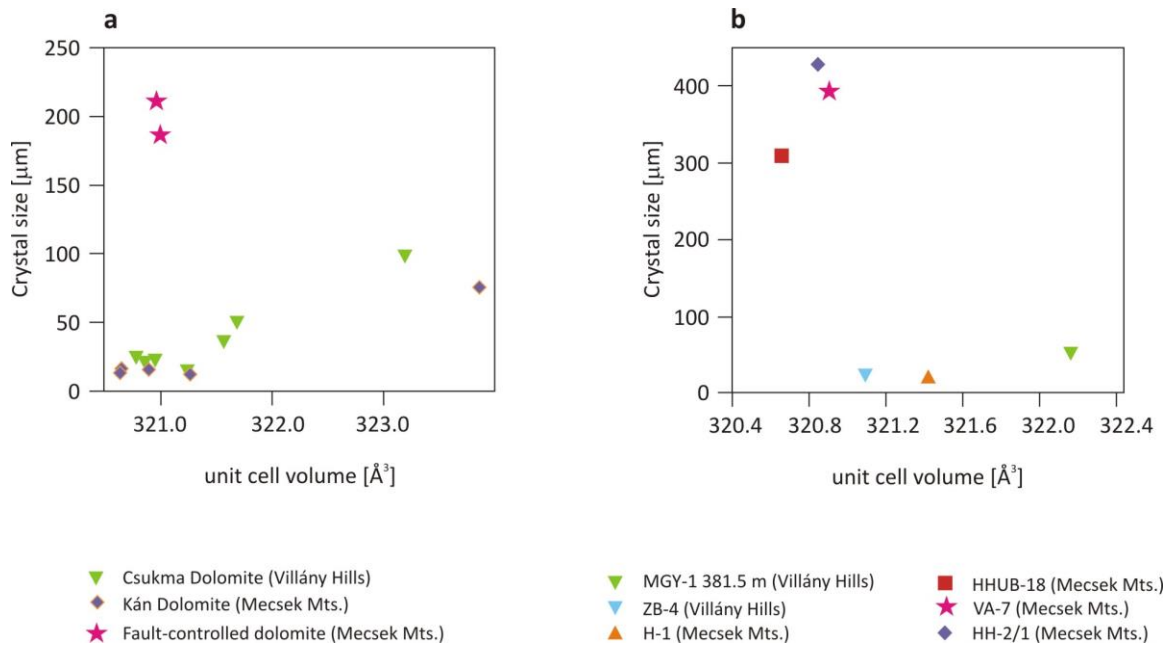 a
250
200
150
100
50
0
Crystal size [µm]
321.0 322.0 323.0
unit cell volume [Å³]
Csukma Dolomite (Villány Hills)
Kán Dolomite (Mecsek Mts.)
Fault-controlled dolomite (Mecsek Mts.)
b
400
300
200
100
0
Crystal size [µm]
320.4 320.8 321.2 321.6 322.0 322.4
unit cell volume [Å³]
MGY-1 381.5 m (Villány Hills)
ZB-4 (Villány Hills)
H-1 (Mecsek Mts.)
HHUB-18 (Mecsek Mts.)
VA-7 (Mecsek Mts.)
HH-2/1 (Mecsek Mts.)